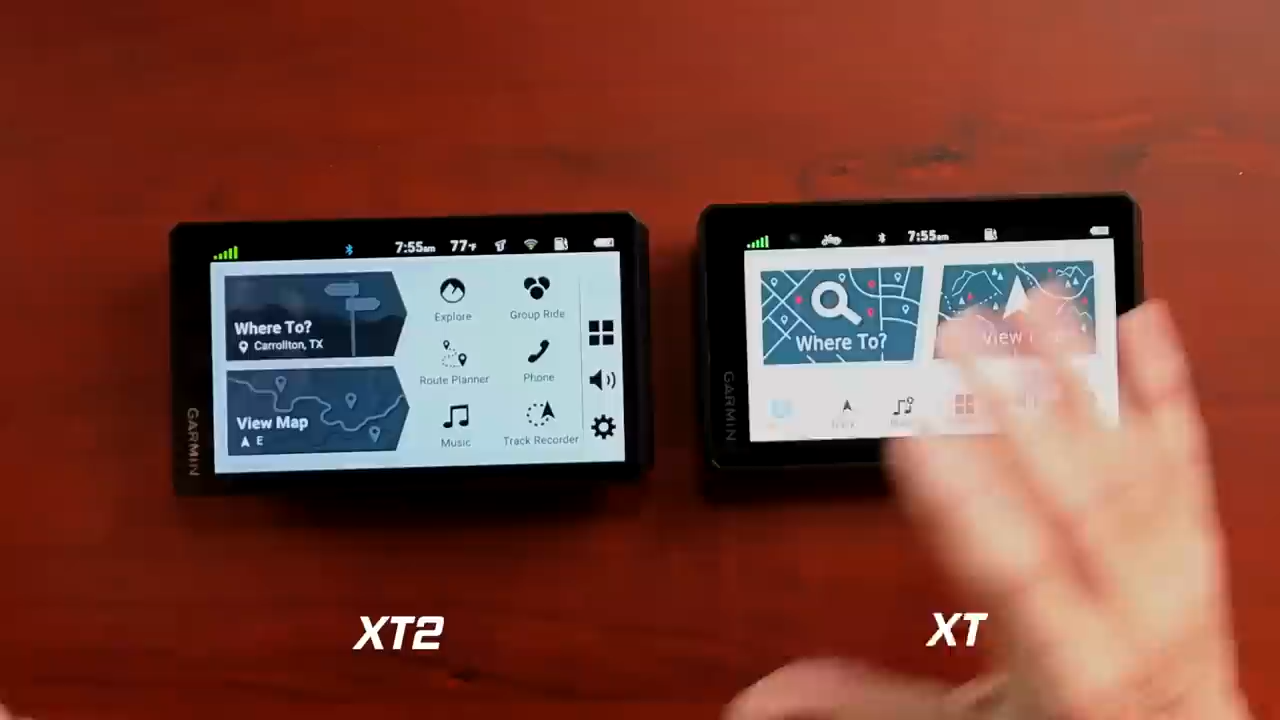 7:55am 77°F
Where To?
Carrollton, TX
View Map
E
Explore
Group Ride
Route Planner
Phone
Music
Track Recorder
GARMIN
XT2
7:55am
Where To?
View
GARMIN
XT